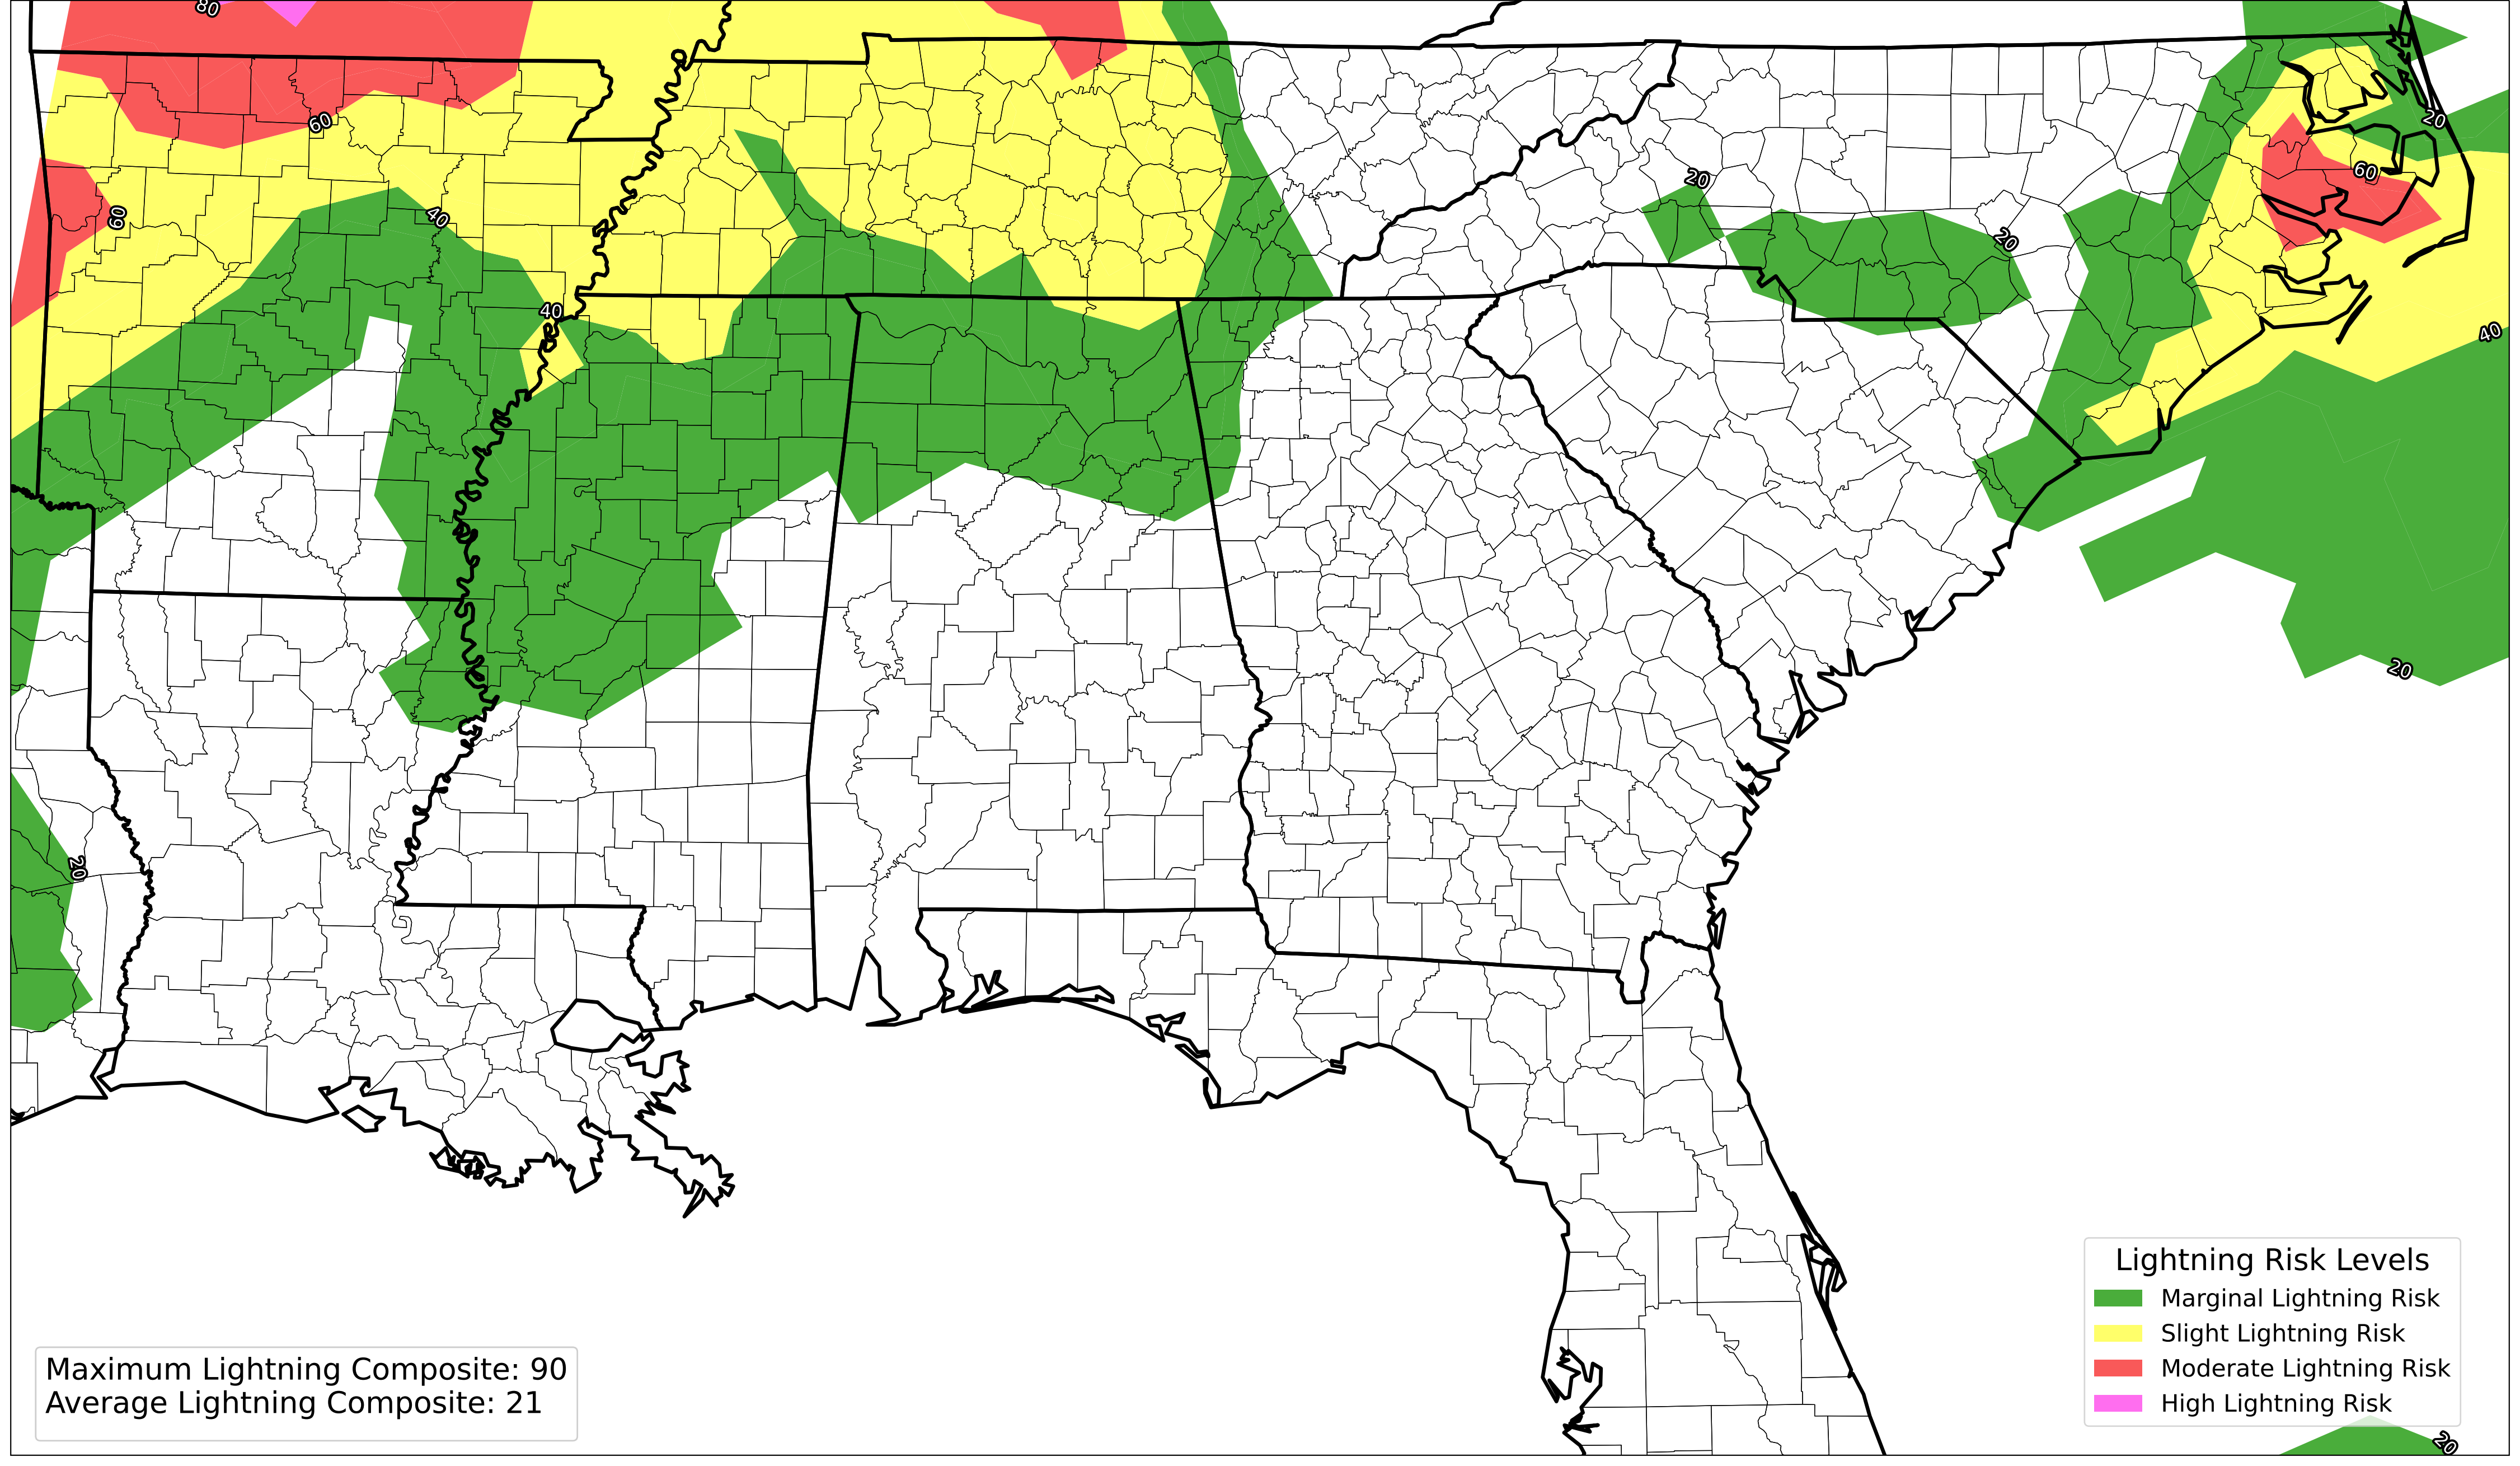 80
60
20
20
60
60
40
20
20
40
40
20
20
Lightning Risk Levels
Marginal Lightning Risk
Slight Lightning Risk
Moderate Lightning Risk
High Lightning Risk
Maximum Lightning Composite: 90
Average Lightning Composite: 21
20